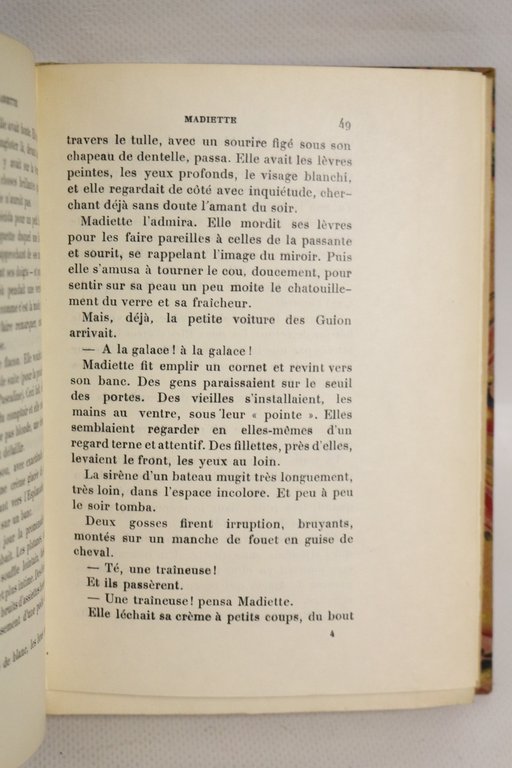 MADIETTE 49
travers le tulle, avec un sourire figé sous son
chapeau de dentelle, passa. Elle avait les lèvres
peintes, les yeux profonds, le visage blanchi,
et elle regardait de côté avec inquiétude, cher-
chant déjà sans doute l'amant du soir.
Madiette l'admira. Elle mordit ses lèvres
pour les faire pareilles à celles de la passante
et sourit, se rappelant l'image du miroir. Puis
elle s'amusa à tourner le cou, doucement, pour
sentir sur sa peau un peu moite le chatouille-
ment du verre et sa fraîcheur.
Mais, déjà, la petite voiture des Guion
arrivait.
— A la galace ! à la galace !
Madiette fit emplir un cornet et revint vers
son banc. Des gens paraissaient sur le seuil
des portes. Des vieilles s'installaient, les
mains au ventre, sous leur « pointe ». Elles
semblaient regarder en elles-mêmes d'un
regard terne et attentif. Des fillettes, près d'elles,
levaient le front, les yeux au loin.
La sirène d'un bateau mugit très longuement,
très loin, dans l'espace incolore. Et peu à peu
le soir tomba.
Deux gosses firent irruption, bruyants,
montés sur un manche de fouet en guise de
cheval.
— Té, une traîneuse !
Et ils passèrent.
— Une traîneuse ! pensa Madiette.
Elle léchait sa crème à petits coups, du bout
4